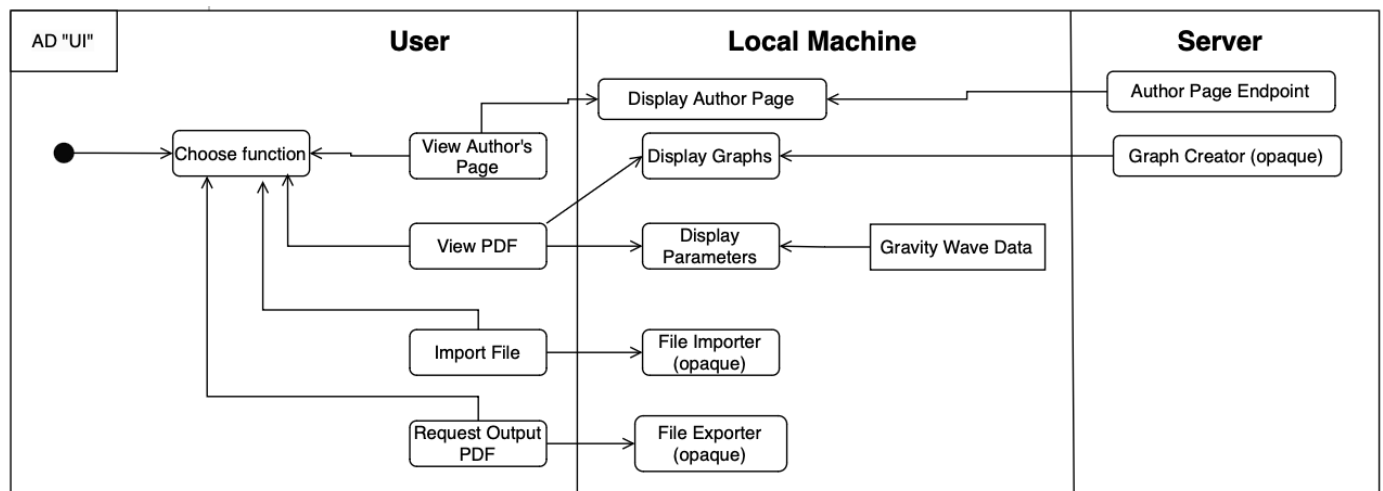 AD "UI"
User
Local Machine
Server
Display Author Page
Author Page Endpoint
Choose function
View Author's
Page
Display Graphs
Graph Creator (opaque)
View PDF
Display
Parameters
Gravity Wave Data
Import File
File Importer
(opaque)
Request Output
PDF
File Exporter
(opaque)